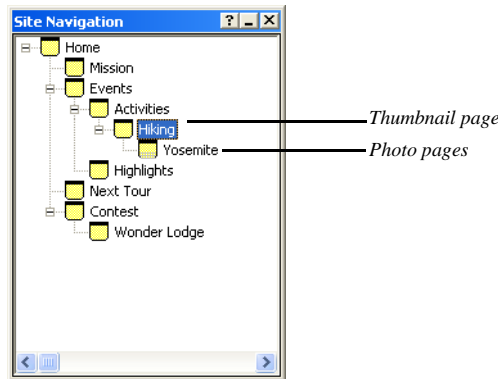 Site Navigation
Home
Mission
Events
Activities
Hiking
Thumbnail page
Yosemite
Photo pages
Highlights
Next Tour
Contest
Wonder Lodge